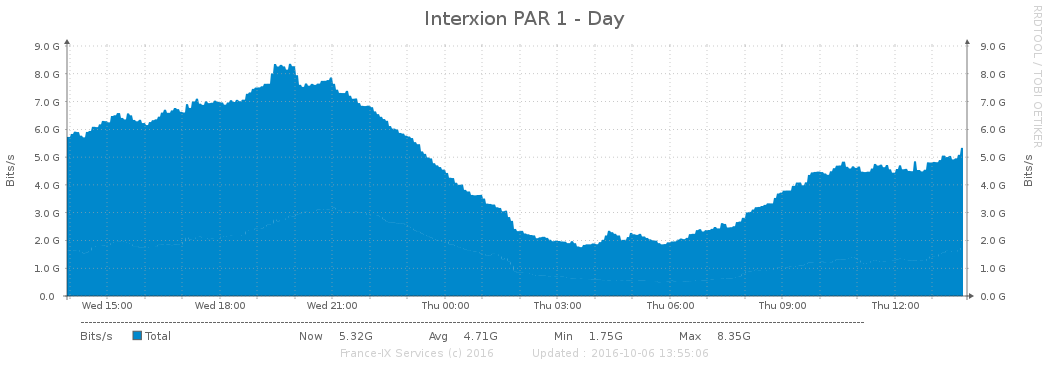 Interxion PAR 1 - Day
RRDTOOL / TOBI OETIKER
9.0 G 9.0 G
8.0 G 8.0 G
7.0 G 7.0 G
6.0 G 6.0 G
5.0 G 5.0 G
4.0 G 4.0 G
3.0 G 3.0 G
2.0 G 2.0 G
1.0 G 1.0 G
0.0 0.0 G
Bits/s
Bits/s
Wed 15:00 Wed 18:00 Wed 21:00 Thu 00:00 Thu 03:00 Thu 06:00 Thu 09:00 Thu 12:00
Bits/s Total Now 5.32G Avg 4.71G Min 1.75G Max 8.35G
France-IX Services (c) 2016 Updated : 2016-10-06 13:55:06